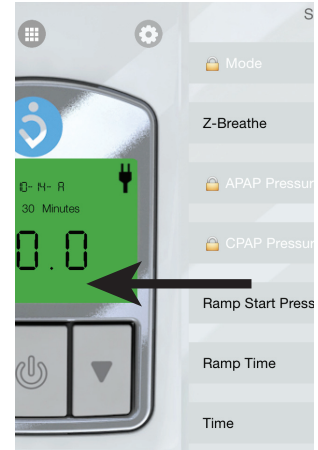 S
Mode
Z-Breathe
APAP Pressur
CPAP Pressur
30 Minutes
0.0
Ramp Start Press
Ramp Time
Time